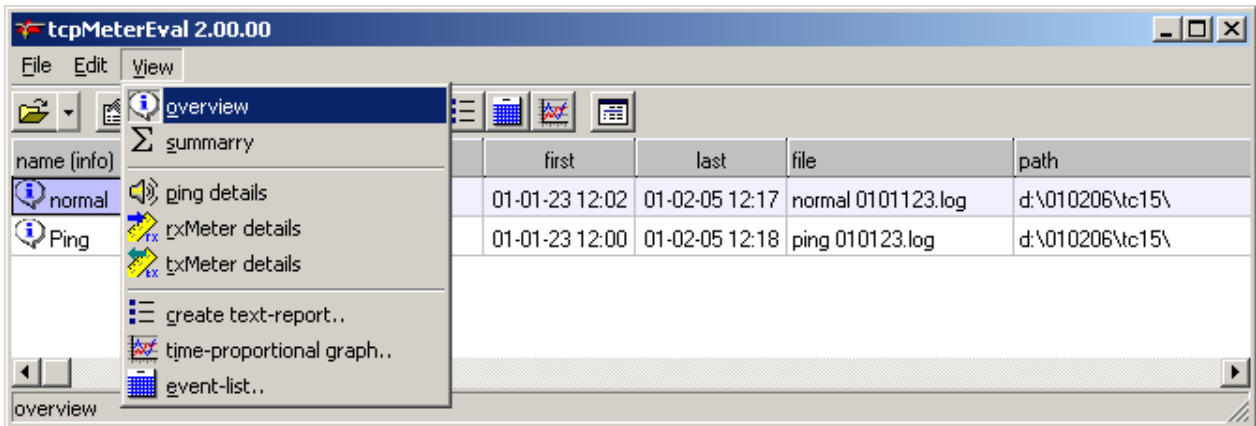 tcpMeterEval 2.00.00
File Edit View
overview
summarry
ping details
rxMeter details
txMeter details
create text-report..
time-proportional graph..
event-list..
name (info) first last file path
normal 01-01-23 12:02 01-02-05 12:17 normal 0101123.log d:\010206\tc15\
Ping 01-01-23 12:00 01-02-05 12:18 ping 010123.log d:\010206\tc15\
overview